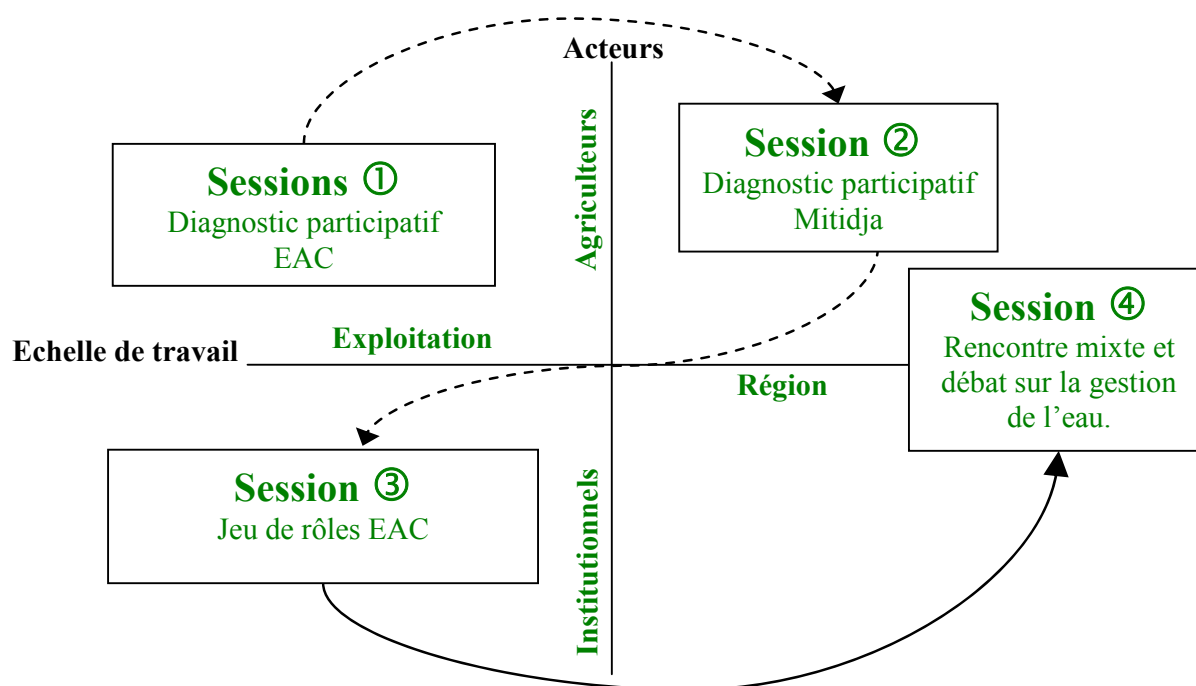 Acteurs
Sessions ①
Diagnostic participatif
EAC
Agriculteurs
Session ②
Diagnostic participatif
Mitidja
Echelle de travail
Exploitation
Région
Session ④
Rencontre mixte et
débat sur la gestion
de l’eau.
Session ③
Jeu de rôles EAC
Institutionnels